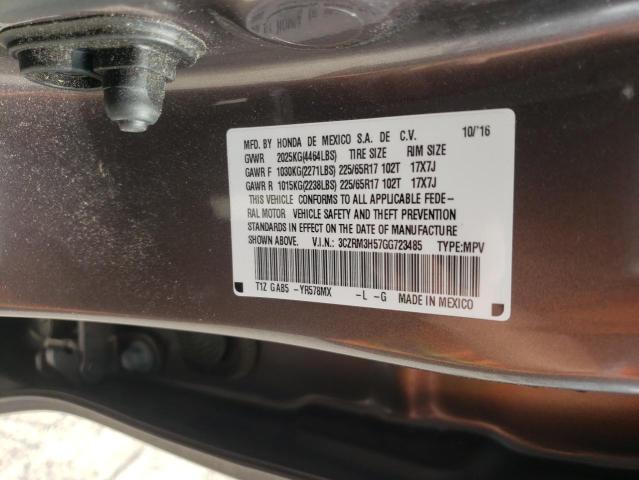 MFD. BY HONDA DE MEXICO S.A. DE C.V. 10/'16
GVWR 2025KG(4464LBS) TIRE SIZE RIM SIZE
GAWR F 1030KG(2271LBS) 225/65R17 102T 17X7J
GAWR R 1015KG(2238LBS) 225/65R17 102T 17X7J
THIS VEHICLE CONFORMS TO ALL APPLICABLE FEDE-
RAL MOTOR VEHICLE SAFETY AND THEFT PREVENTION
STANDARDS IN EFFECT ON THE DATE OF MANUFACTURE
SHOWN ABOVE. V.I.N.: 3CZRM3H57GG723485 TYPE:MPV
T1Z GA85 -YR578MX -L -G MADE IN MEXICO